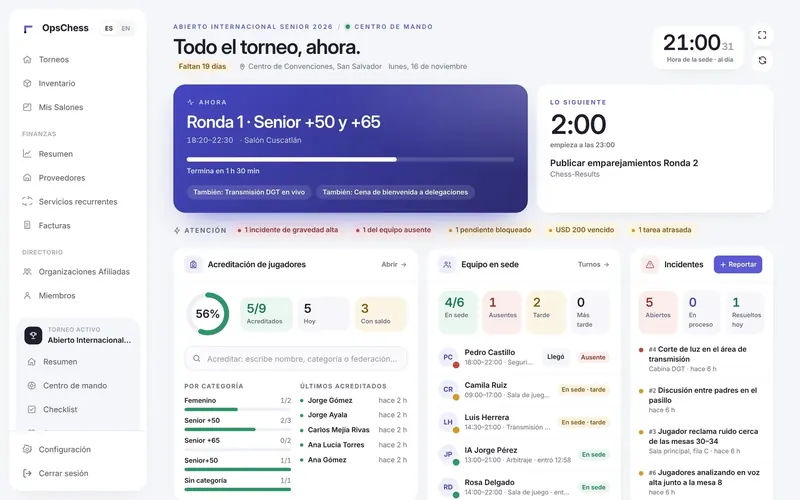 OpsChess
ES EN
Torneos
Inventario
Mis Salones
FINANZAS
Resumen
Proveedores
Servicios recurrentes
Facturas
DIRECTORIO
Organizaciones Afiliadas
Miembros
TORNEO ACTIVO
Abierto Internacional...
Resumen
Centro de mando
Checklist
Configuración
Cerrar sesión
ABIERTO INTERNACIONAL SENIOR 2026 / CENTRO DE MANDO
Todo el torneo, ahora.
Faltan 19 días Centro de Convenciones, San Salvador lunes, 16 de noviembre
21:00 31
Hora de la sede · al día
AHORA
Ronda 1 · Senior +50 y +65
18:20–22:30 · Salón Cuscatlán
Termina en 1 h 30 min
También: Transmisión DGT en vivo
También: Cena de bienvenida a delegaciones
LO SIGUIENTE
2:00
empieza a las 23:00
Publicar emparejamientos Ronda 2
Chess-Results
ATENCIÓN
1 incidente de gravedad alta
1 del equipo ausente
1 pendiente bloqueado
USD 200 vencido
1 tarea atrasada
Acreditación de jugadores
Abrir →
56%
5/9
Acreditados
5
Hoy
3
Con saldo
Acreditar: escribe nombre, categoría o federación...
POR CATEGORÍA
Femenino 1/2
Senior +50 2/3
Senior +65 0/2
Senior+50 1/1
Sin categoría 1/1
ÚLTIMOS ACREDITADOS
Jorge Gómez hace 2 h
Jorge Ayala hace 2 h
Carlos Mejía Rivas hace 2 h
Ana Lucía Torres hace 2 h
Ana Gómez hace 2 h
Equipo en sede
Turnos →
4/6
En sede
1
Ausentes
2
Tarde
0
Más tarde
PC Pedro Castillo
18:00–22:00 · Seguri...
Llegó
Ausente
CR Camila Ruiz
09:00–17:00 · Sala de jueg...
En sede · tarde
LH Luis Herrera
14:30–21:00 · Transmisión ...
En sede · tarde
JP IA Jorge Pérez
13:00–21:00 · Arbitraje · entró 12:58
En sede
RD Rosa Delgado
14:00–22:00 · Sala de juego · ent...
En sede
Incidentes
+ Reportar
5
Abiertos
0
En proceso
1
Resueltos hoy
#4 Corte de luz en el área de
transmisión
Cabina DGT · hace 6 h
#2 Discusión entre padres en el
pasillo
hace 6 h
#3 Jugador reclama ruido cerca
de las mesas 30–34
Sala principal, fila C · hace 6 h
#6 Jugadores analizando en voz
alta junto a la mesa 8
hace 6 h